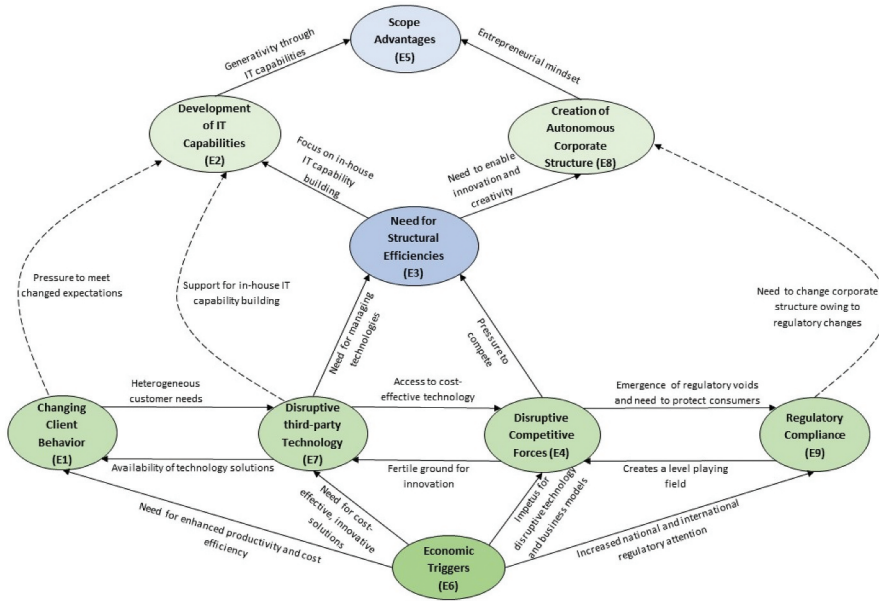 Scope
Advantages
(E5)
Generativity through
IT capabilities
Entrepreneurial mindset
Development
of IT
Capabilities
(E2)
Creation of
Autonomous
Corporate
Structure (E8)
Focus on in-house
IT capability
building
Need to enable
innovation and
creativity
Need for
Structural
Efficiencies
(E3)
Pressure to meet
changed expectations
Support for in-house IT
capability building
Need for managing
technologies
Pressure to
compete
Need to change corporate
structure owing to
regulatory changes
Heterogeneous
customer needs
Access to cost-
effective technology
Emergence of regulatory voids
and need to protect consumers
Changing
Client
Behavior
(E1)
Disruptive
third-party
Technology
(E7)
Disruptive
Competitive
Forces (E4)
Regulatory
Compliance
(E9)
Availability of technology solutions
Fertile ground for
innovation
Creates a level playing
field
Need for enhanced productivity and cost
efficiency
Need for cost-
effective, innovative
solutions
Impetus for
disruptive technology
and business models
Increased national and international
regulatory attention
Economic
Triggers
(E6)